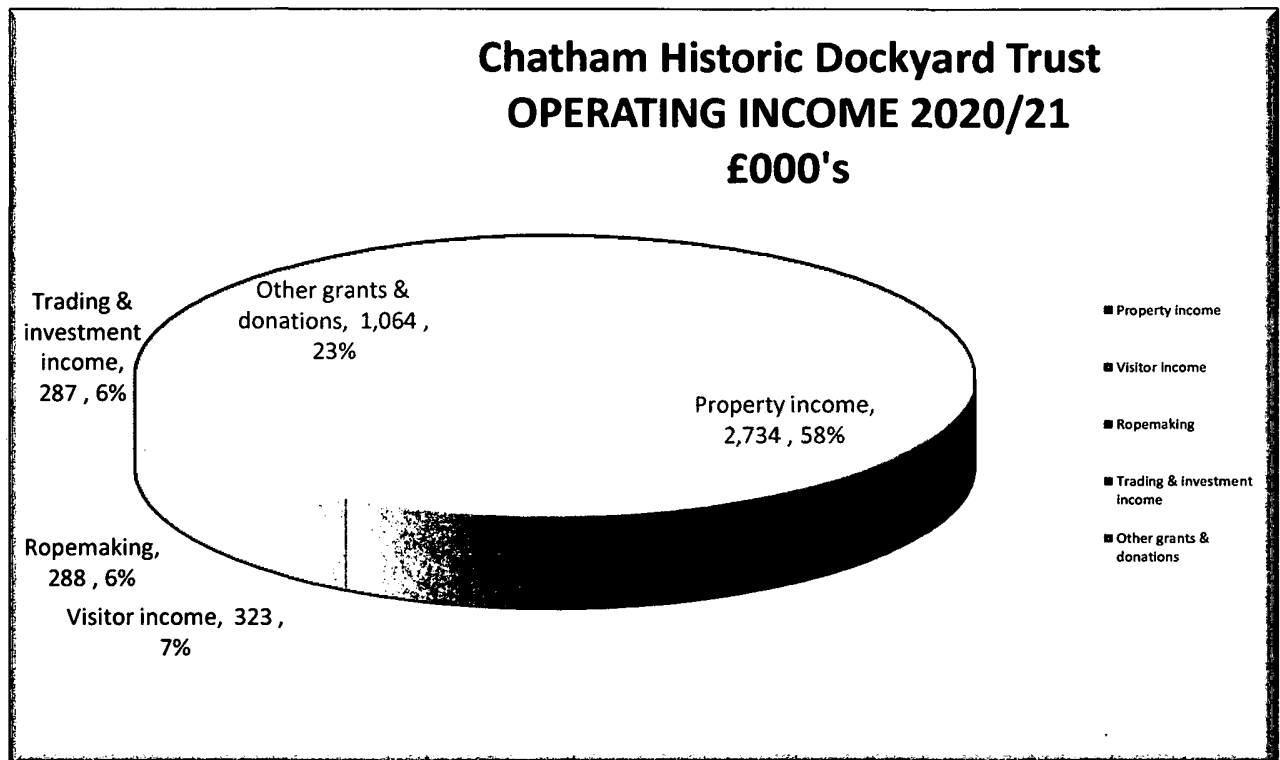 Chatham Historic Dockyard Trust
OPERATING INCOME 2020/21
£000's
Other grants &
donations, 1,064 ,
23%
Trading &
investment
income,
287 , 6%
Property income,
2,734 , 58%
Ropemaking,
288 , 6%
Visitor income, 323 ,
7%
Property income
Visitor income
Ropemaking
Trading & investment
income
Other grants &
donations